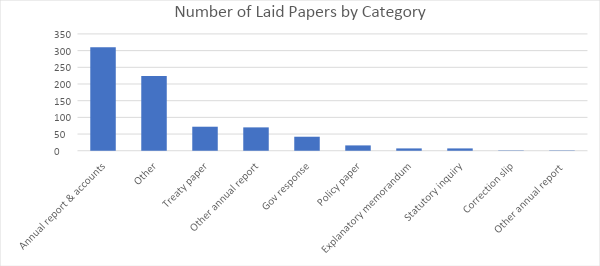 Number of Laid Papers by Category
350
300
250
200
150
100
50
0
Annual report & accounts
Other
Treaty paper
Other annual report
Gov response
Policy paper
Explanatory memorandum
Statutory inquiry
Correction slip
Other annual report